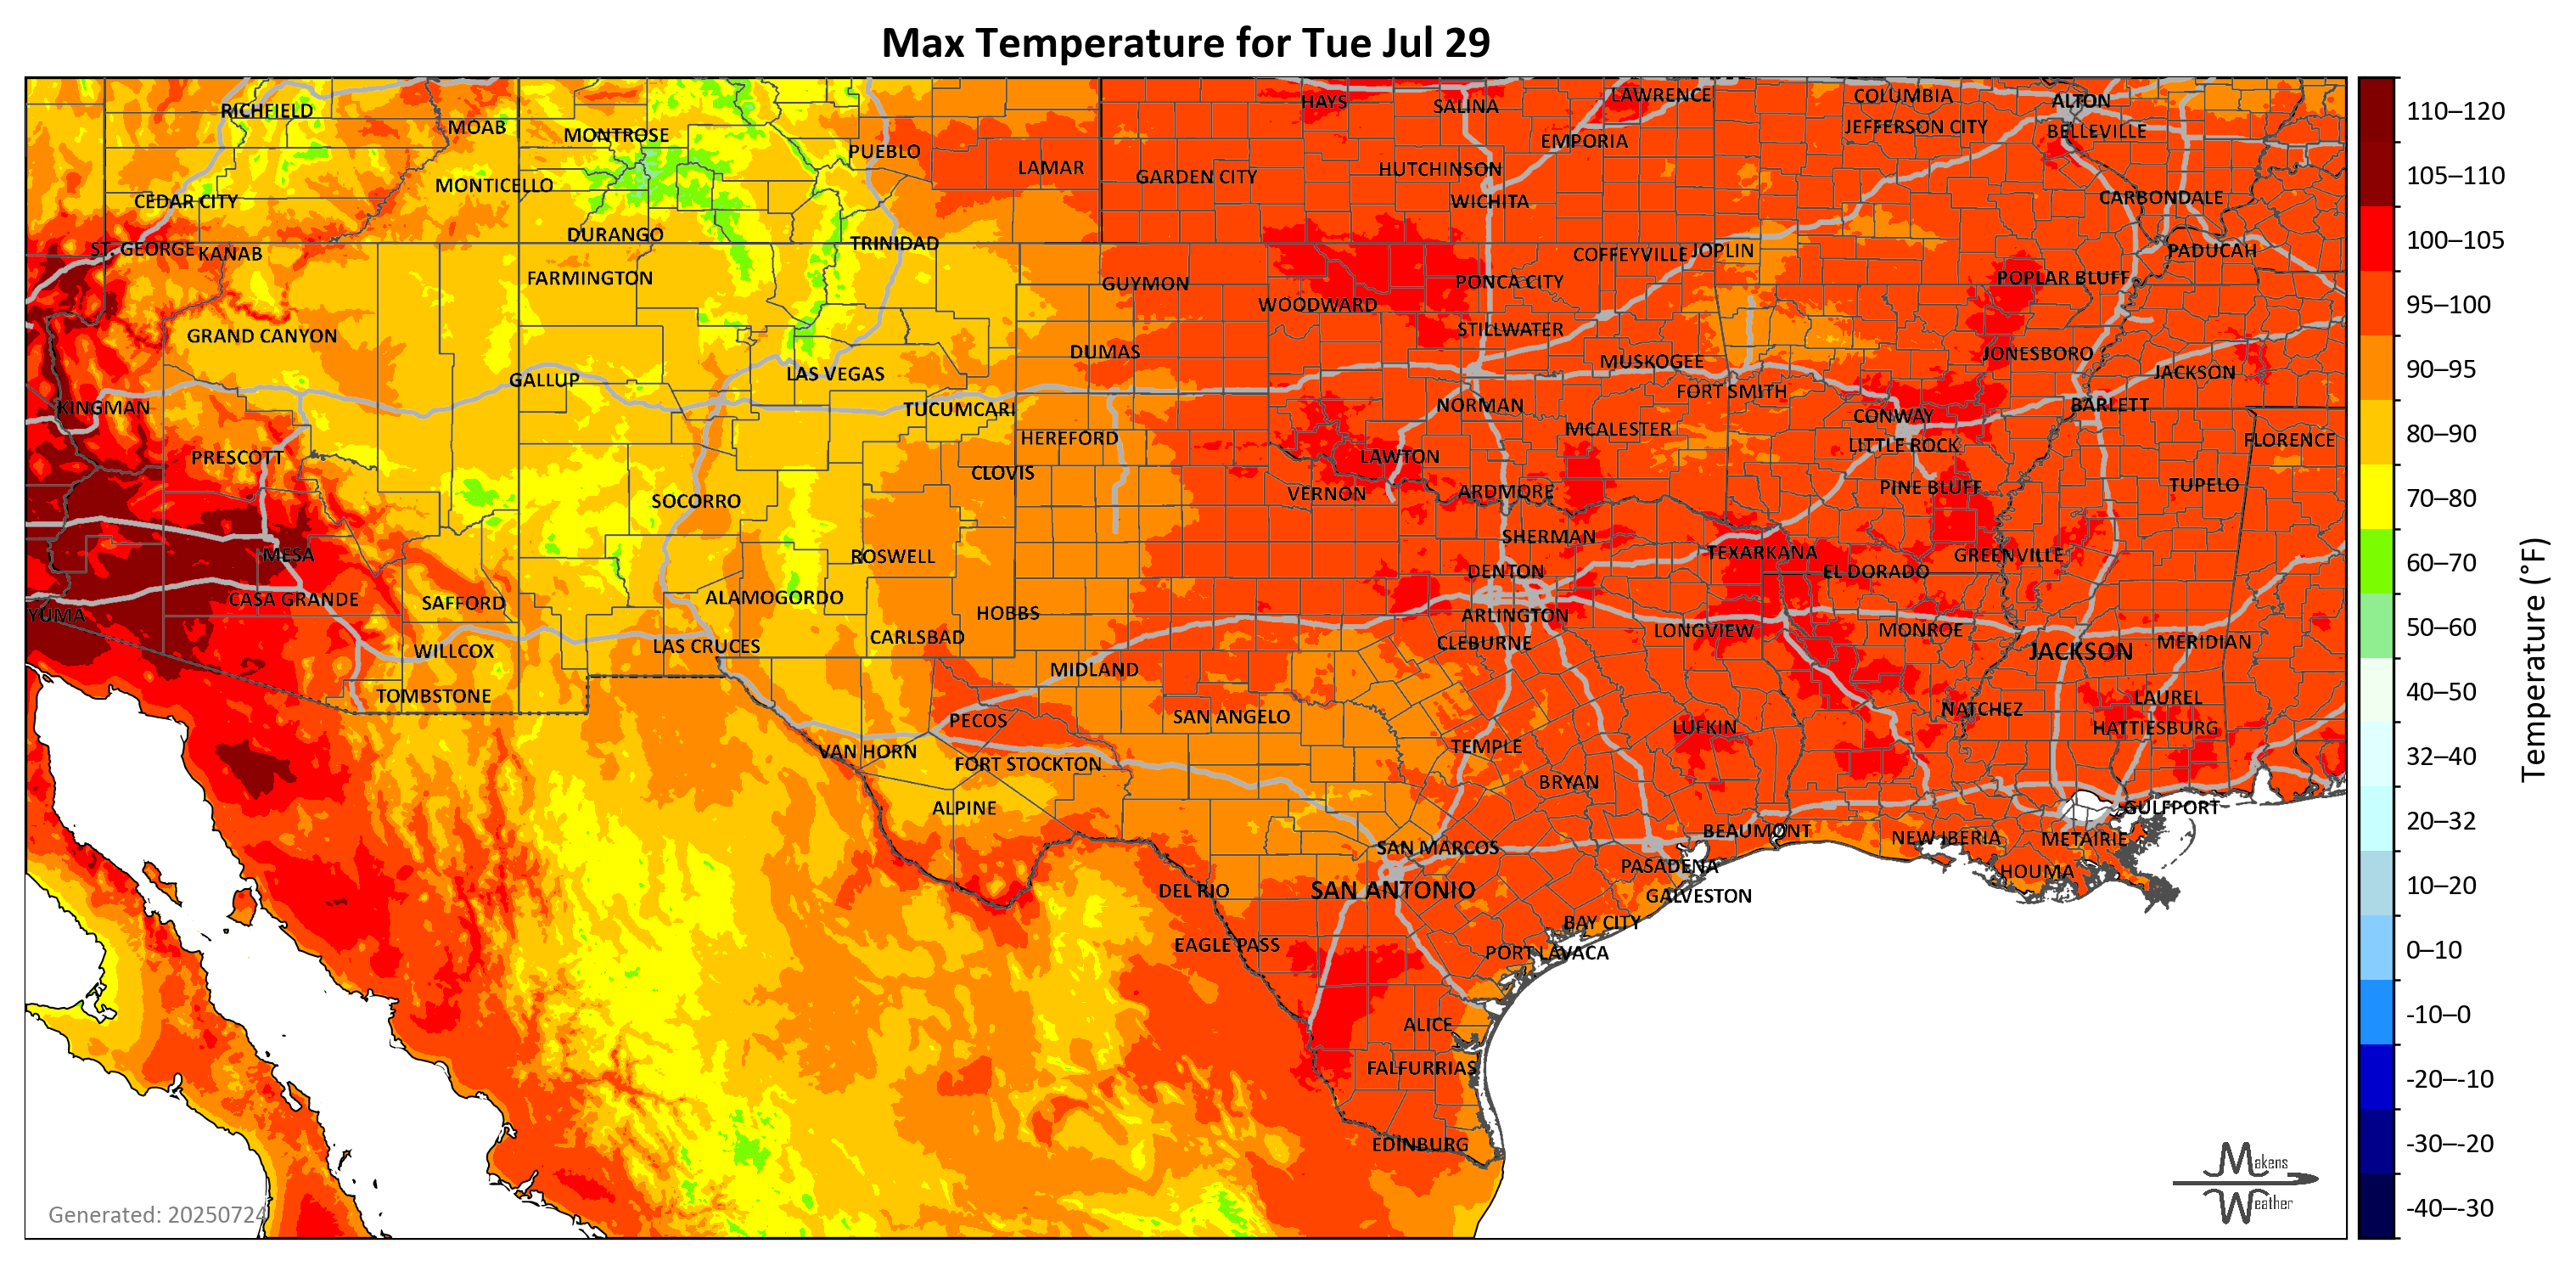 Max Temperature for Tue Jul 29
RICHFIELD
MOAB
MONTROSE
PUEBLO
LAMAR
HAYS
SALINA
LAWRENCE
COLUMBIA
ALTON
EMPORIA
JEFFERSON CITY
BELLEVILLE
CEDAR CITY
MONTICELLO
GARDEN CITY
HUTCHINSON
WICHITA
CARBONDALE
ST. GEORGE
KANAB
DURANGO
TRINIDAD
COFFEYVILLE
JOPLIN
PADUCAH
FARMINGTON
GUYMON
WOODWARD
PONCA CITY
POPLAR BLUFF
GRAND CANYON
DUMAS
STILLWATER
JONESBORO
GALLUP
LAS VEGAS
MUSKOGEE
FORT SMITH
JACKSON
KINGMAN
TUCUMCARI
NORMAN
CONWAY
BARLETT
PRESCOTT
HEREFORD
MCALESTER
LITTLE ROCK
FLORENCE
SOCORRO
CLOVIS
LAWTON
VERNON
ARDMORE
PINE BLUFF
TUPELO
MESA
ROSWELL
SHERMAN
TEXARKANA
GREENVILLE
CASA GRANDE
SAFFORD
ALAMOGORDO
HOBBS
DENTON
EL DORADO
YUMA
WILLCOX
LAS CRUCES
CARLSBAD
ARLINGTON
CLEBURNE
LONGVIEW
MONROE
JACKSON
MERIDIAN
TOMBSTONE
MIDLAND
PECOS
SAN ANGELO
NATCHEZ
LAUREL
VAN HORN
FORT STOCKTON
TEMPLE
LUFKIN
HATTIESBURG
ALPINE
BRYAN
GULFPORT
SAN MARCOS
BEAUMONT
NEW IBERIA
METAIRIE
DEL RIO
SAN ANTONIO
PASADENA
GALVESTON
HOUMA
EAGLE PASS
BAY CITY
PORT LAVACA
ALICE
FALFURRIAS
EDINBURG
Generated: 20250724
Makens
Weather
110–120
105–110
100–105
95–100
90–95
80–90
70–80
60–70
50–60
40–50
32–40
20–32
10–20
0–10
-10–0
-20–-10
-30–-20
-40–-30
Temperature (°F)